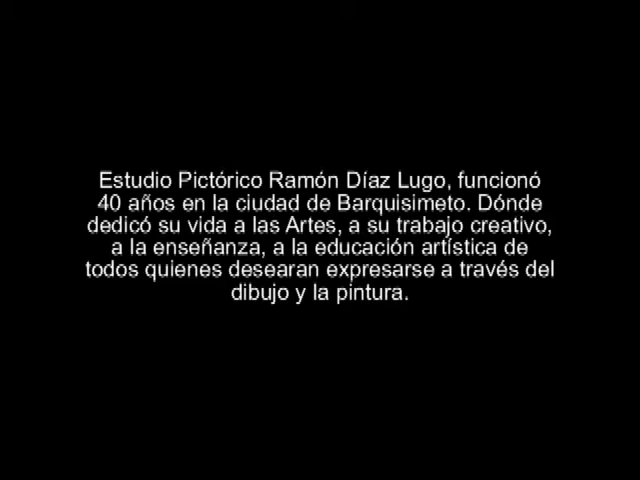 Estudio Pictórico Ramón Díaz Lugo, funcionó
40 años en la ciudad de Barquisimeto. Dónde
dedicó su vida a las Artes, a su trabajo creativo,
a la enseñanza, a la educación artística de
todos quienes desearan expresarse a través del
dibujo y la pintura.